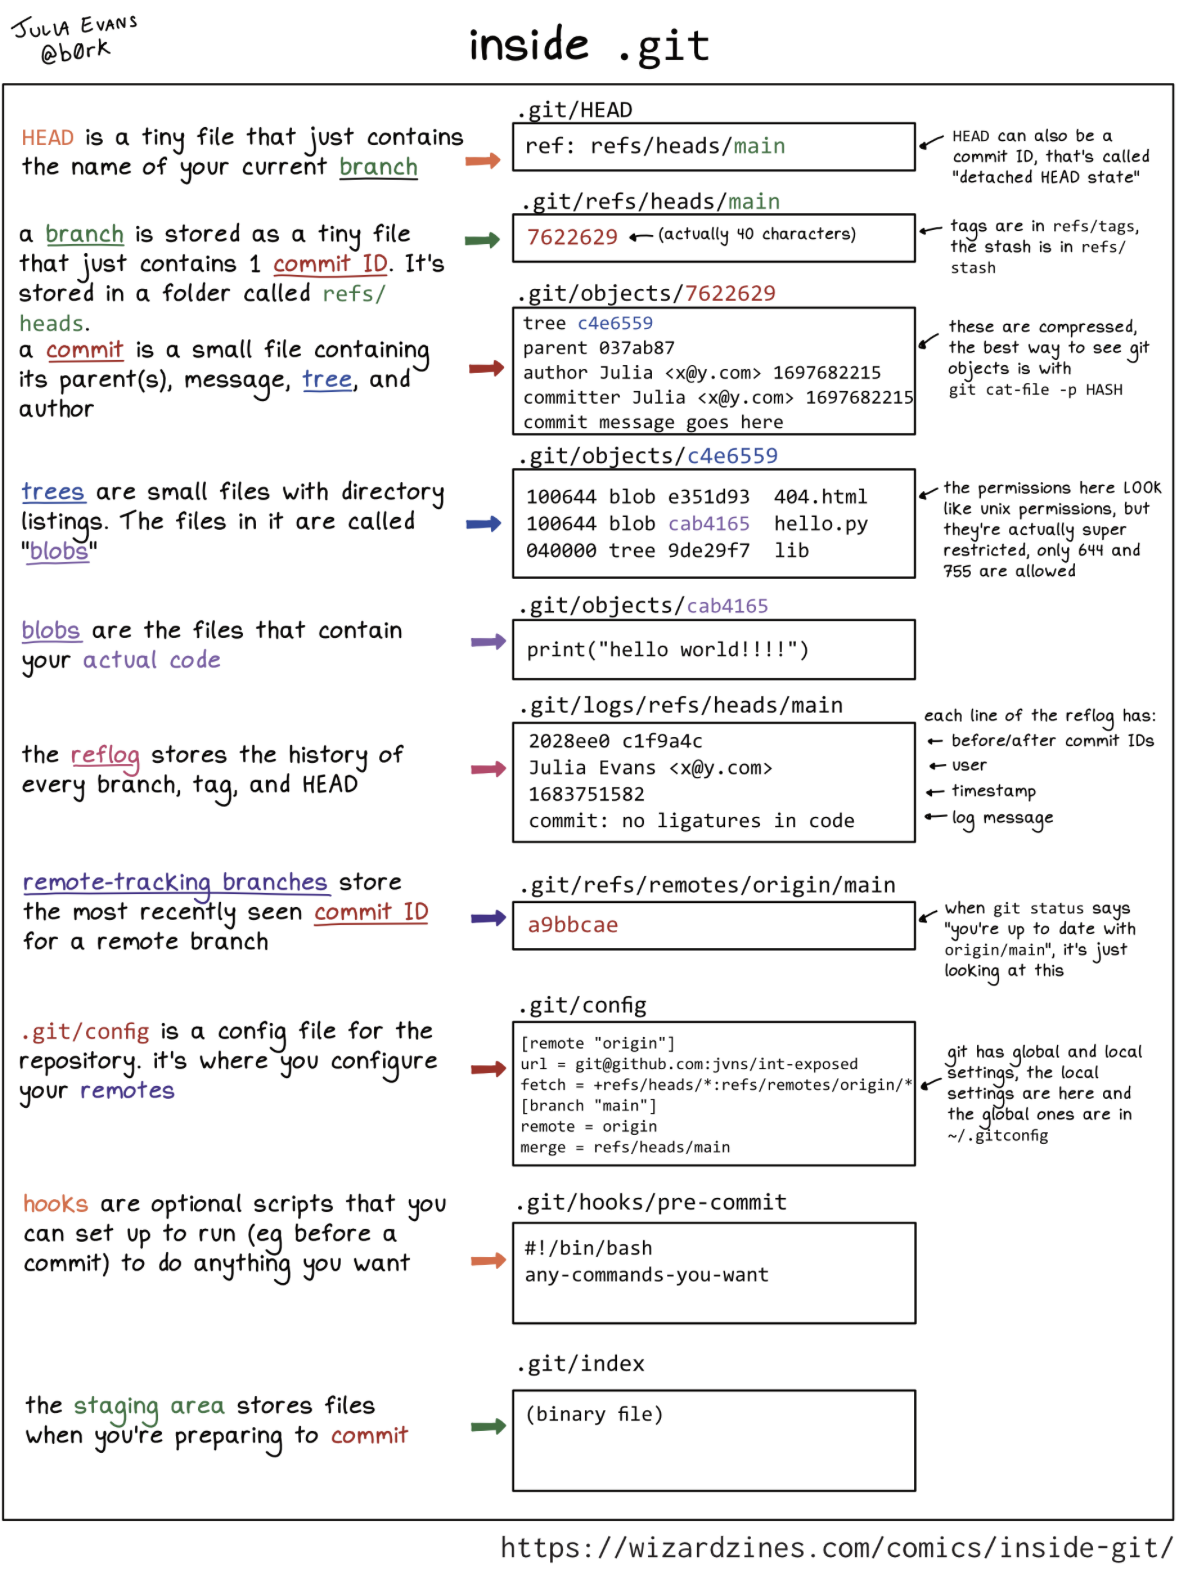 JULIA EVANS
@b0rk
inside .git
HEAD is a tiny file that just contains
the name of your current branch
.git/HEAD
ref: refs/heads/main
HEAD can also be a
commit ID, that's called
"detached HEAD state"
a branch is stored as a tiny file
that just contains 1 commit ID. It's
stored in a folder called refs/
heads.
.git/refs/heads/main
7622629 (actually 40 characters)
tags are in refs/tags,
the stash is in refs/
stash
a commit is a small file containing
its parent(s), message, tree, and
author
.git/objects/7622629
tree c4e6559
parent 037ab87
author Julia <x@y.com> 1697682215
committer Julia <x@y.com> 1697682215
commit message goes here
these are compressed,
the best way to see git
objects is with
git cat-file -p HASH
trees are small files with directory
listings. The files in it are called
"blobs"
.git/objects/c4e6559
100644 blob e351d93 404.html
100644 blob cab4165 hello.py
040000 tree 9de29f7 lib
the permissions here LOOK
like unix permissions, but
they're actually super
restricted, only 644 and
755 are allowed
blobs are the files that contain
your actual code
.git/objects/cab4165
print("hello world!!!!")
the reflog stores the history of
every branch, tag, and HEAD
.git/logs/refs/heads/main
2028ee0 c1f9a4c
Julia Evans <x@y.com>
1683751582
commit: no ligatures in code
each line of the reflog has:
before/after commit IDs
user
timestamp
log message
remote-tracking branches store
the most recently seen commit ID
for a remote branch
.git/refs/remotes/origin/main
a9bbcae
when git status says
"you're up to date with
origin/main", it's just
looking at this
.git/config is a config file for the
repository. it's where you configure
your remotes
.git/config
[remote "origin"]
url = git@github.com:jvns/int-exposed
fetch = +refs/heads/*:refs/remotes/origin/*
[branch "main"]
remote = origin
merge = refs/heads/main
git has global and local
settings, the local
settings are here and
the global ones are in
~/.gitconfig
hooks are optional scripts that you
can set up to run (eg before a
commit) to do anything you want
.git/hooks/pre-commit
#!/bin/bash
any-commands-you-want
the staging area stores files
when you're preparing to commit
.git/index
(binary file)
https://wizardzines.com/comics/inside-git/